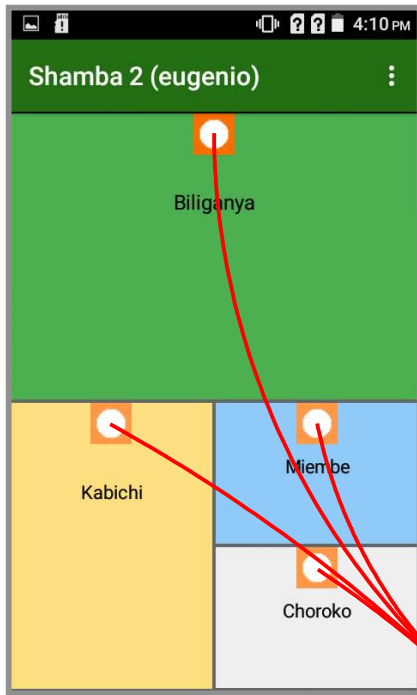 4:10 PM
Shamba 2 (eugenio)
Biliganya
Kabichi
Miembe
Choroko